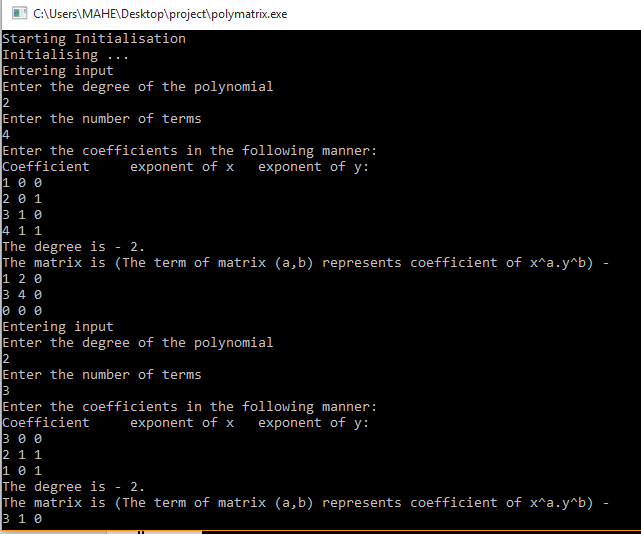 C:\Users\MAHE\Desktop\project\polymatrix.exe
Starting Initialisation
Initialising ...
Entering input
Enter the degree of the polynomial
2
Enter the number of terms
4
Enter the coefficients in the following manner:
Coefficient     exponent of x   exponent of y:
1 0 0
2 0 1
3 1 0
4 1 1
The degree is - 2.
The matrix is (The term of matrix (a,b) represents coefficient of x^a.y^b) -
1 2 0
3 4 0
0 0 0
Entering input
Enter the degree of the polynomial
2
Enter the number of terms
3
Enter the coefficients in the following manner:
Coefficient     exponent of x   exponent of y:
3 0 0
2 1 1
1 0 1
The degree is - 2.
The matrix is (The term of matrix (a,b) represents coefficient of x^a.y^b) -
3 1 0